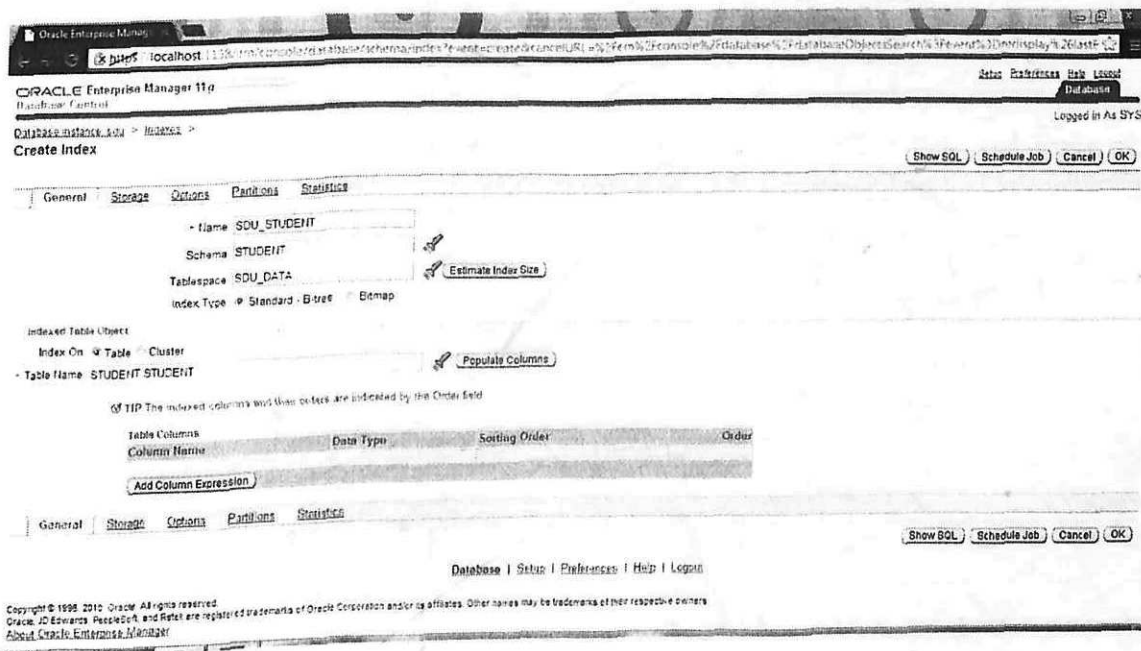 Oracle Enterprise Manag
https localhost
Setup Preferences Help Logout
ORACLE Enterprise Manager 11g
Database Control
Database
Logged in As SYS
Database Instance: sdu > Indexes >
Create Index
Show SQL Schedule Job Cancel OK
General Storage Options Partitions Statistics
* Name SDU_STUDENT
Schema STUDENT
Tablespace SDU_DATA Estimate Index Size
Index Type Standard - B-tree Bitmap
Indexed Table Object
Index On Table Cluster
* Table Name STUDENT.STUDENT Populate Columns
TIP The indexed columns and their orders are indicated by the Order field
Table Columns
Column Name Data Type Sorting Order Order
Add Column Expression
General Storage Options Partitions Statistics
Show SQL Schedule Job Cancel OK
Database | Setup | Preferences | Help | Logout
Copyright © 1996, 2010, Oracle. All rights reserved.
Oracle, JD Edwards, PeopleSoft, and Retek are registered trademarks of Oracle Corporation and/or its affiliates. Other names may be trademarks of their respective owners
About Oracle Enterprise Manager